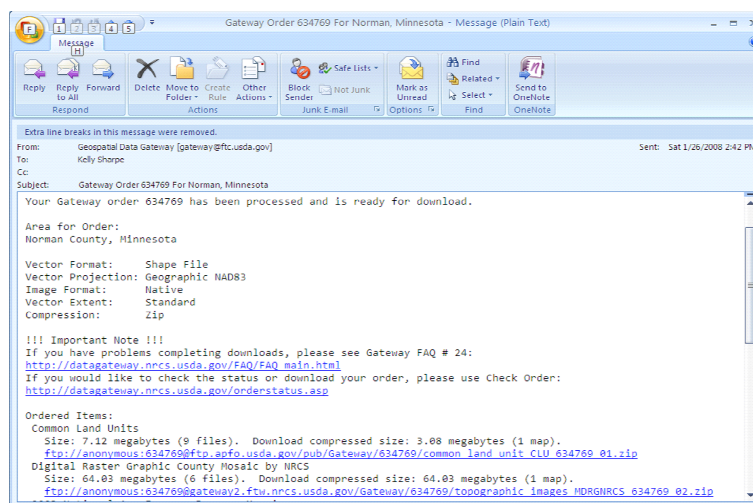 F 1 2 3 4 5
Gateway Order 634769 For Norman, Minnesota - Message (Plain Text)
Message
H
Reply Reply to All Forward
Respond
Delete Move to Folder Create Rule Other Actions
Actions
Block Sender Safe Lists Not Junk
Junk E-mail
Mark as Unread
Options
Find Related Select
Find
Send to OneNote
OneNote
Extra line breaks in this message were removed.
From: Geospatial Data Gateway [gateway@ftc.usda.gov] Sent: Sat 1/26/2008 2:42 PM
To: Kelly Sharpe
Cc:
Subject: Gateway Order 634769 For Norman, Minnesota
Your Gateway order 634769 has been processed and is ready for download.
Area for Order:
Norman County, Minnesota
Vector Format: Shape File
Vector Projection: Geographic NAD83
Image Format: Native
Vector Extent: Standard
Compression: Zip
!!! Important Note !!!
If you have problems completing downloads, please see Gateway FAQ # 24:
http://datagateway.nrcs.usda.gov/FAQ/FAQ_main.html
If you would like to check the status or download your order, please use Check Order:
http://datagateway.nrcs.usda.gov/orderstatus.asp
Ordered Items:
Common Land Units
Size: 7.12 megabytes (9 files). Download compressed size: 3.08 megabytes (1 map).
ftp://anonymous:634769@ftp.apfo.usda.gov/pub/Gateway/634769/common_land_unit_CLU_634769_01.zip
Digital Raster Graphic County Mosaic by NRCS
Size: 64.03 megabytes (6 files). Download compressed size: 64.03 megabytes (1 map).
ftp://anonymous:634769@gateway2.ftw.nrcs.usda.gov/Gateway/634769/topographic_images_MDRGNRCS_634769_02.zip